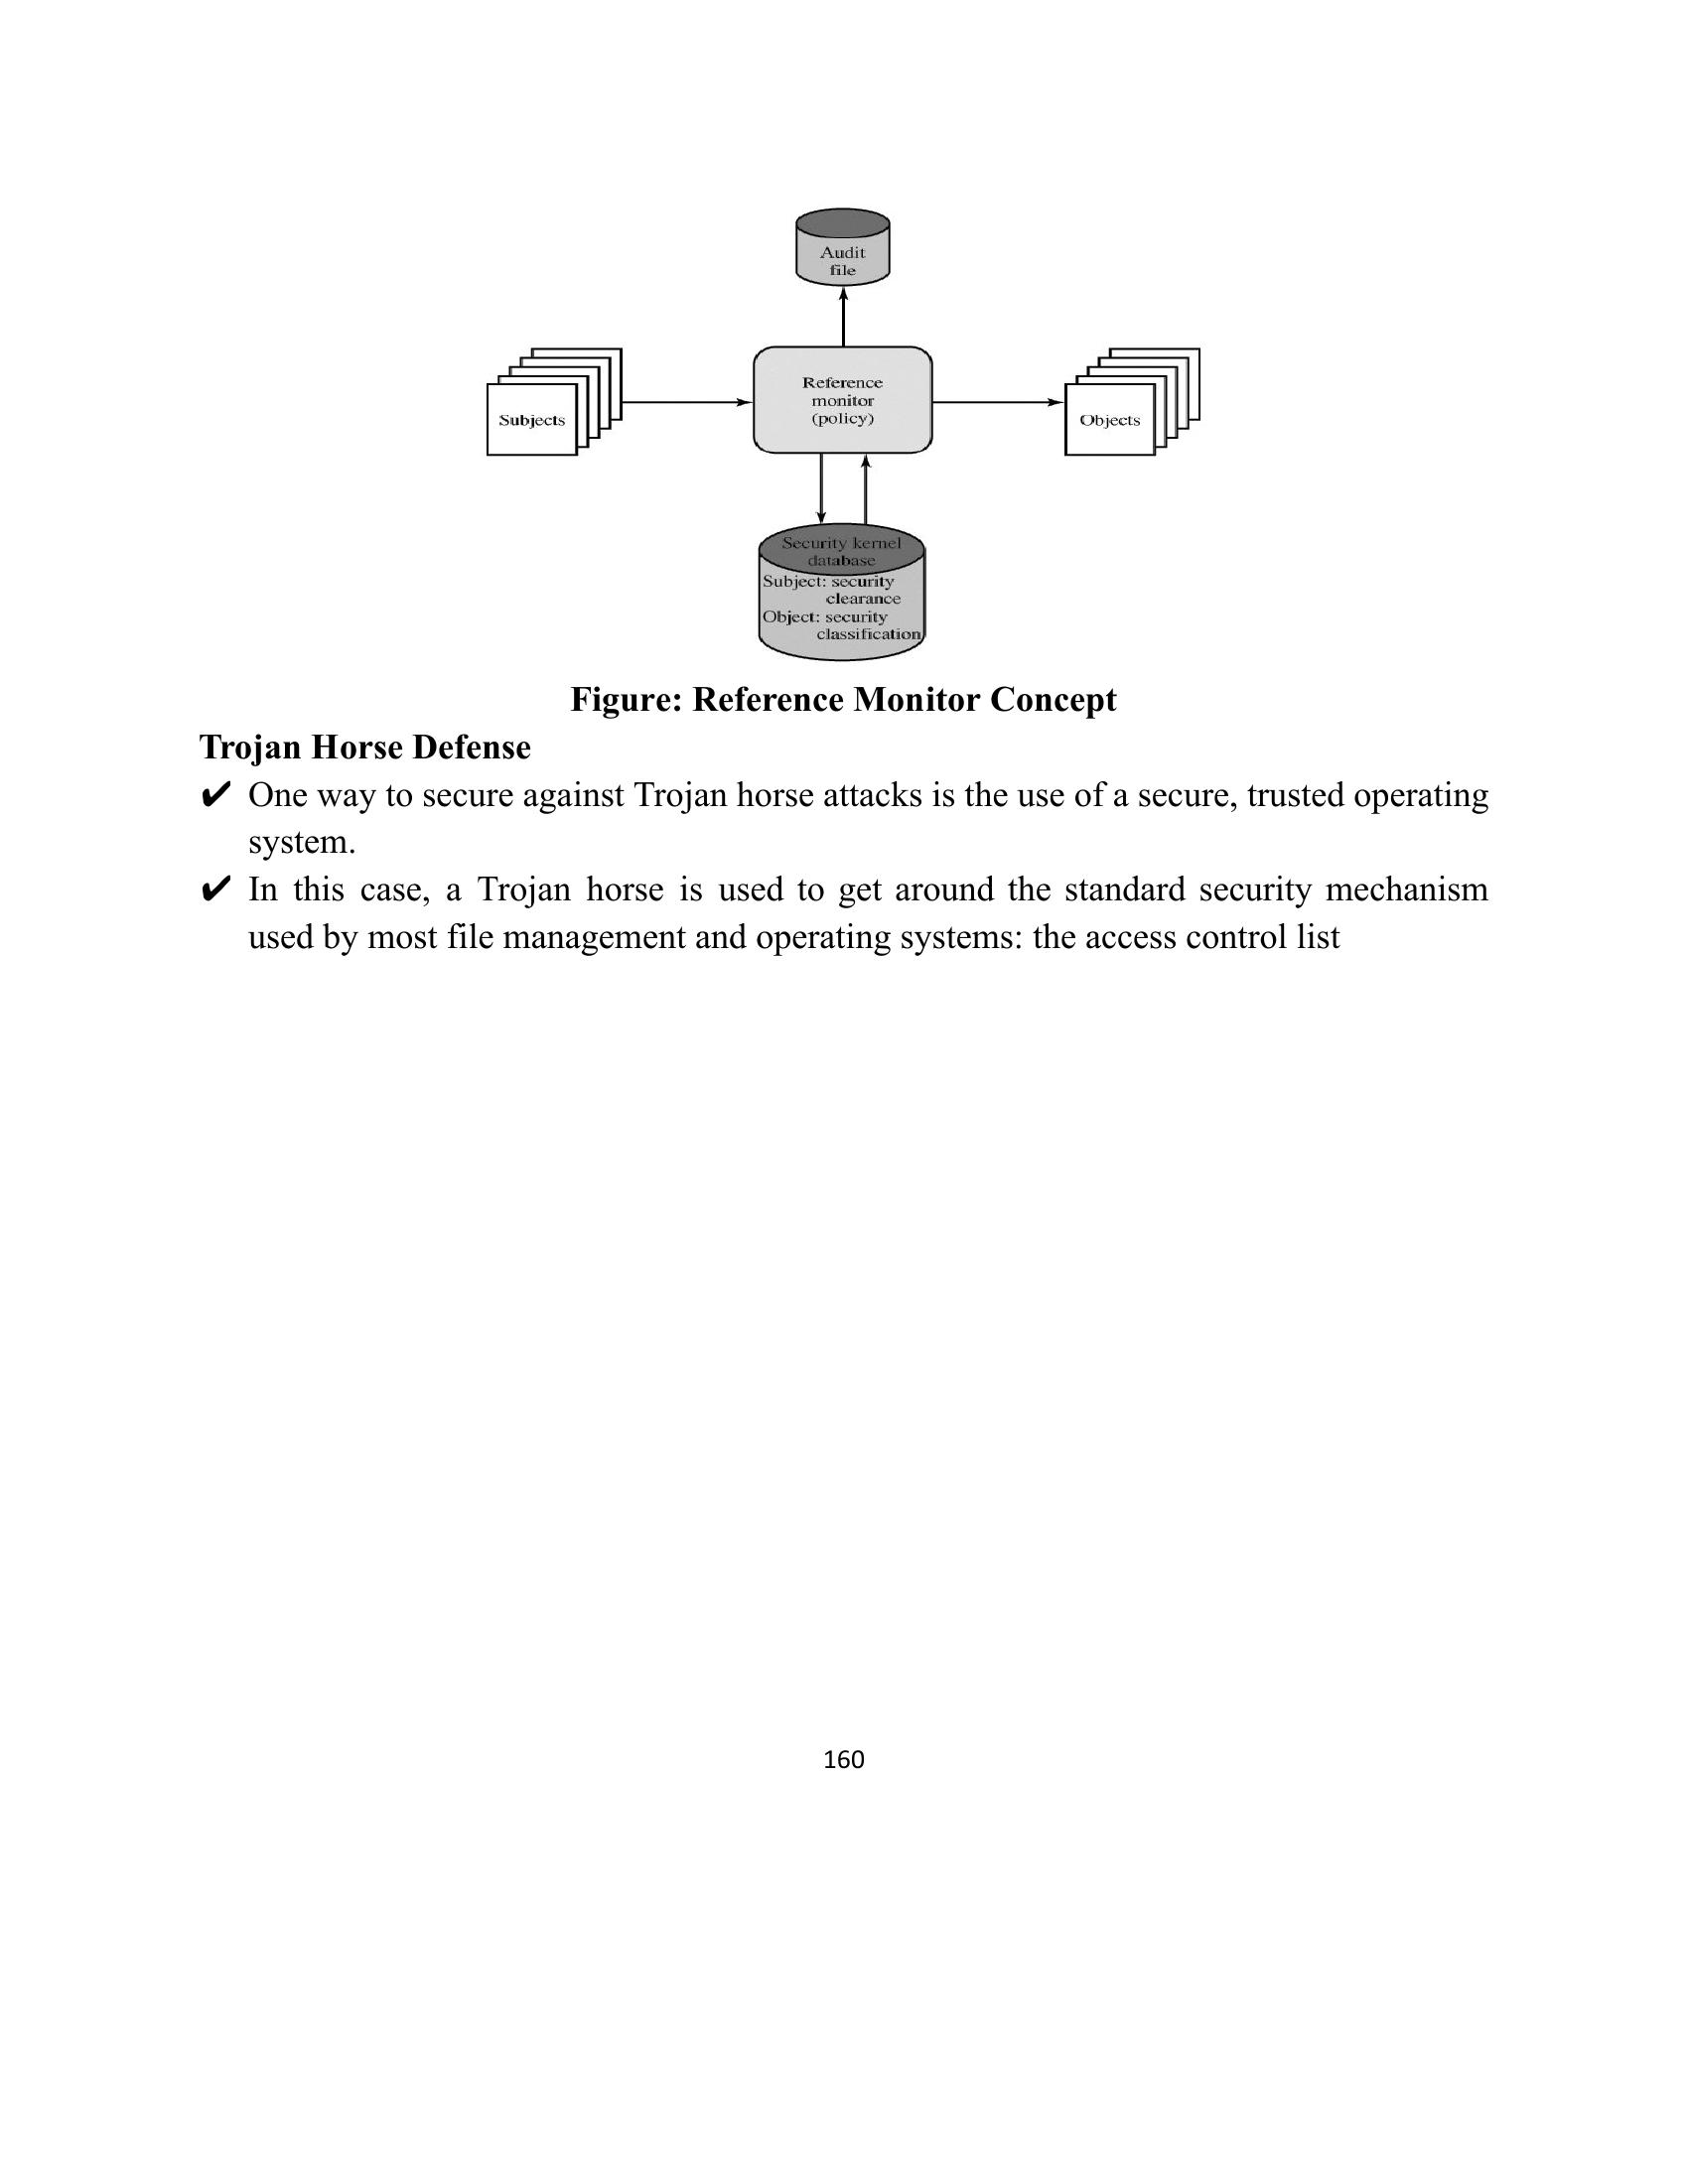 Audit
file
Reference
monitor
(policy)
Subjects
Objects
Security kernel
database
Subject: security
clearance
Object: security
classification
Figure: Reference Monitor Concept
Trojan Horse Defense
✔ One way to secure against Trojan horse attacks is the use of a secure, trusted operating
system.
✔ In this case, a Trojan horse is used to get around the standard security mechanism
used by most file management and operating systems: the access control list
160